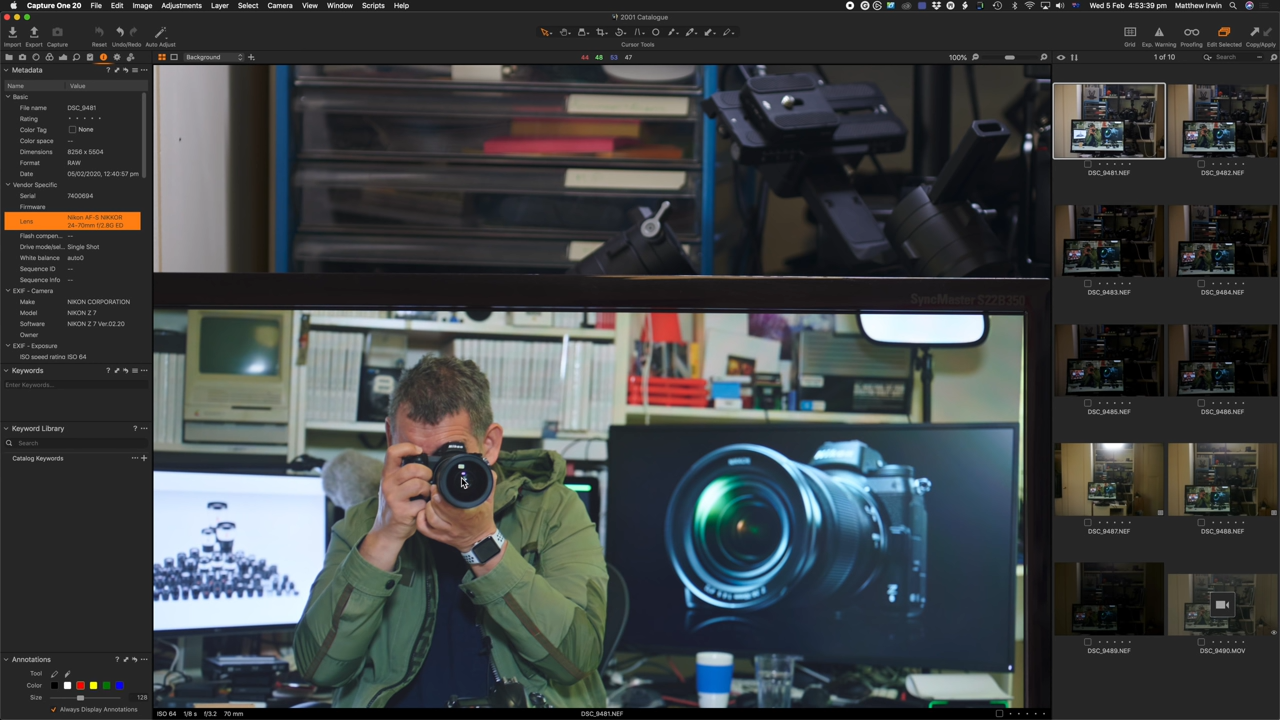 Capture One 20 File Edit Image Adjustments Layer Select Camera View Window Scripts Help
Wed 5 Feb 4:53:39 pm Matthew Irwin
2001 Catalogue
Import Export Capture Reset Undo/Redo Auto Adjust
Cursor Tools
Grid Exp. Warning Proofing Edit Selected Copy/Apply
Background
44 48 53 47
100%
1 of 10
Search
Metadata
Name Value
Basic
File name DSC_9481
Rating
Color Tag None
Color space --
Dimensions 8256 x 5504
Format RAW
Date 05/02/2020, 12:40:57 pm
Vendor Specific
Serial 7400694
Firmware
Lens Nikon AF-S NIKKOR
24-70mm f/2.8G ED
Flash compen... --
Drive mode/sel... Single Shot
White balance auto0
Sequence ID --
Sequence Info --
EXIF - Camera
Make NIKON CORPORATION
Model NIKON Z 7
Software NIKON Z 7 Ver.02.20
Owner
EXIF - Exposure
ISO speed rating ISO 64
Keywords
Enter Keywords...
Keyword Library
Search
Catalog Keywords
Annotations
Tool
Color
Size 128
Always Display Annotations
SyncMaster S22B350
Nikon
ISO 64 1/8 s f/3.2 70 mm
DSC_9481.NEF
DSC_9481.NEF DSC_9482.NEF
DSC_9483.NEF DSC_9484.NEF
DSC_9485.NEF DSC_9486.NEF
DSC_9487.NEF DSC_9488.NEF
DSC_9489.NEF DSC_9490.MOV